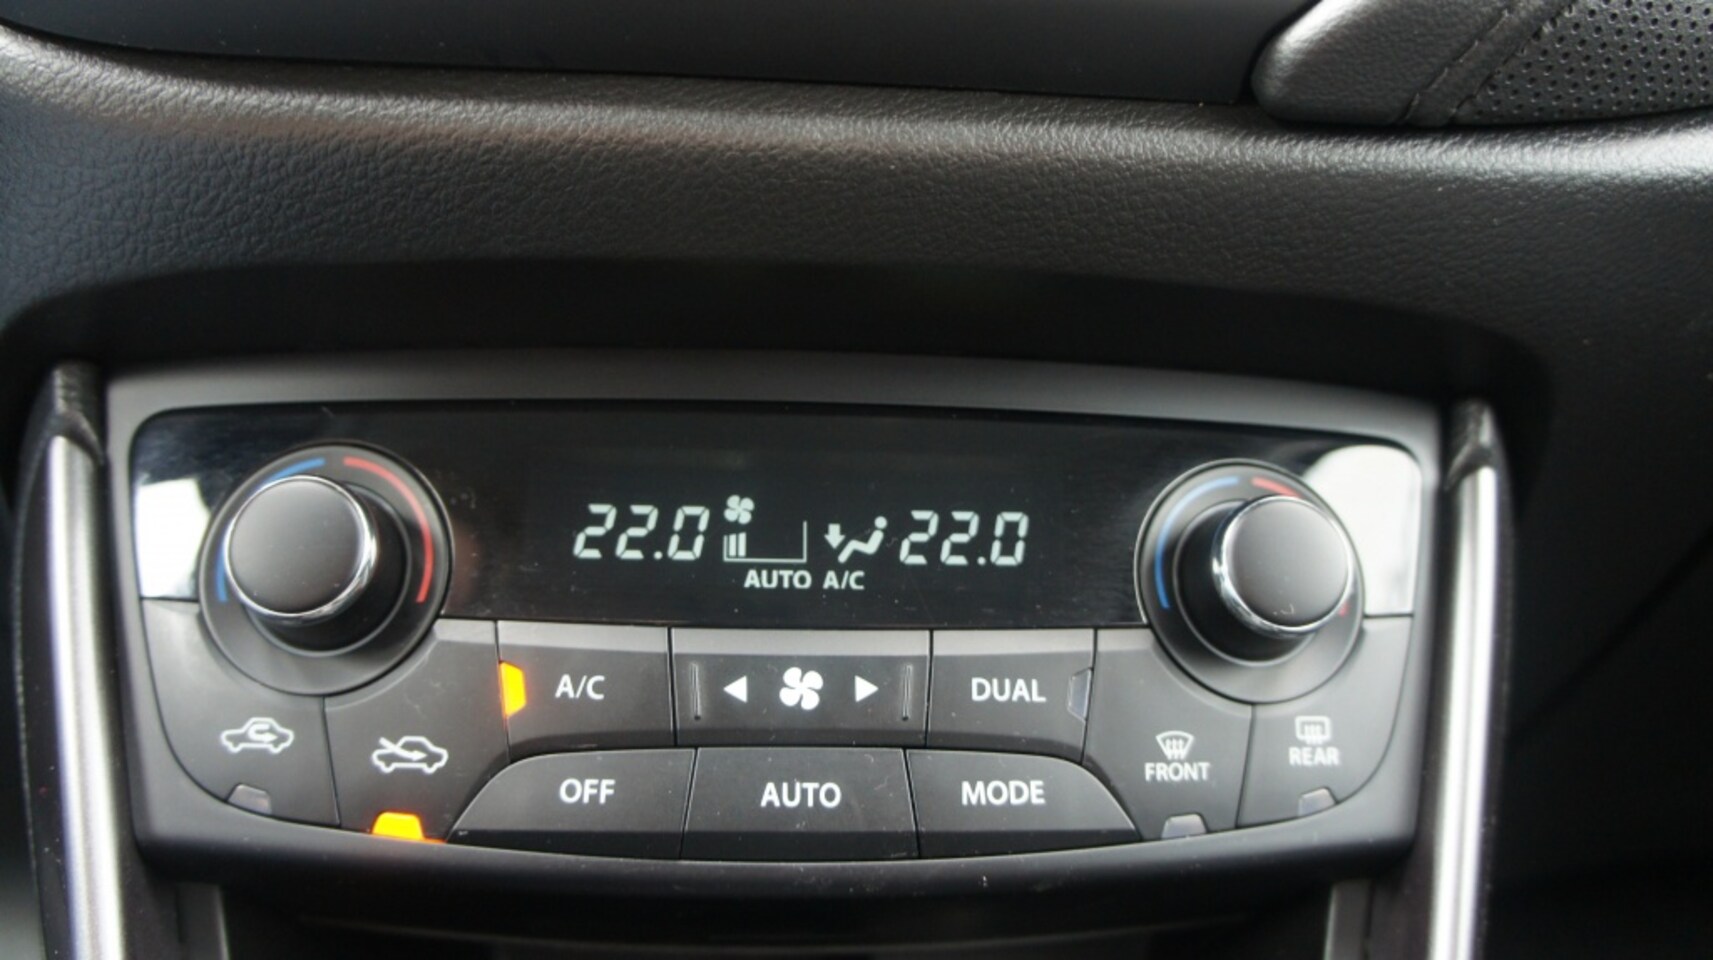 22.0 22.0
AUTO A/C
A/C DUAL
FRONT REAR
OFF AUTO MODE